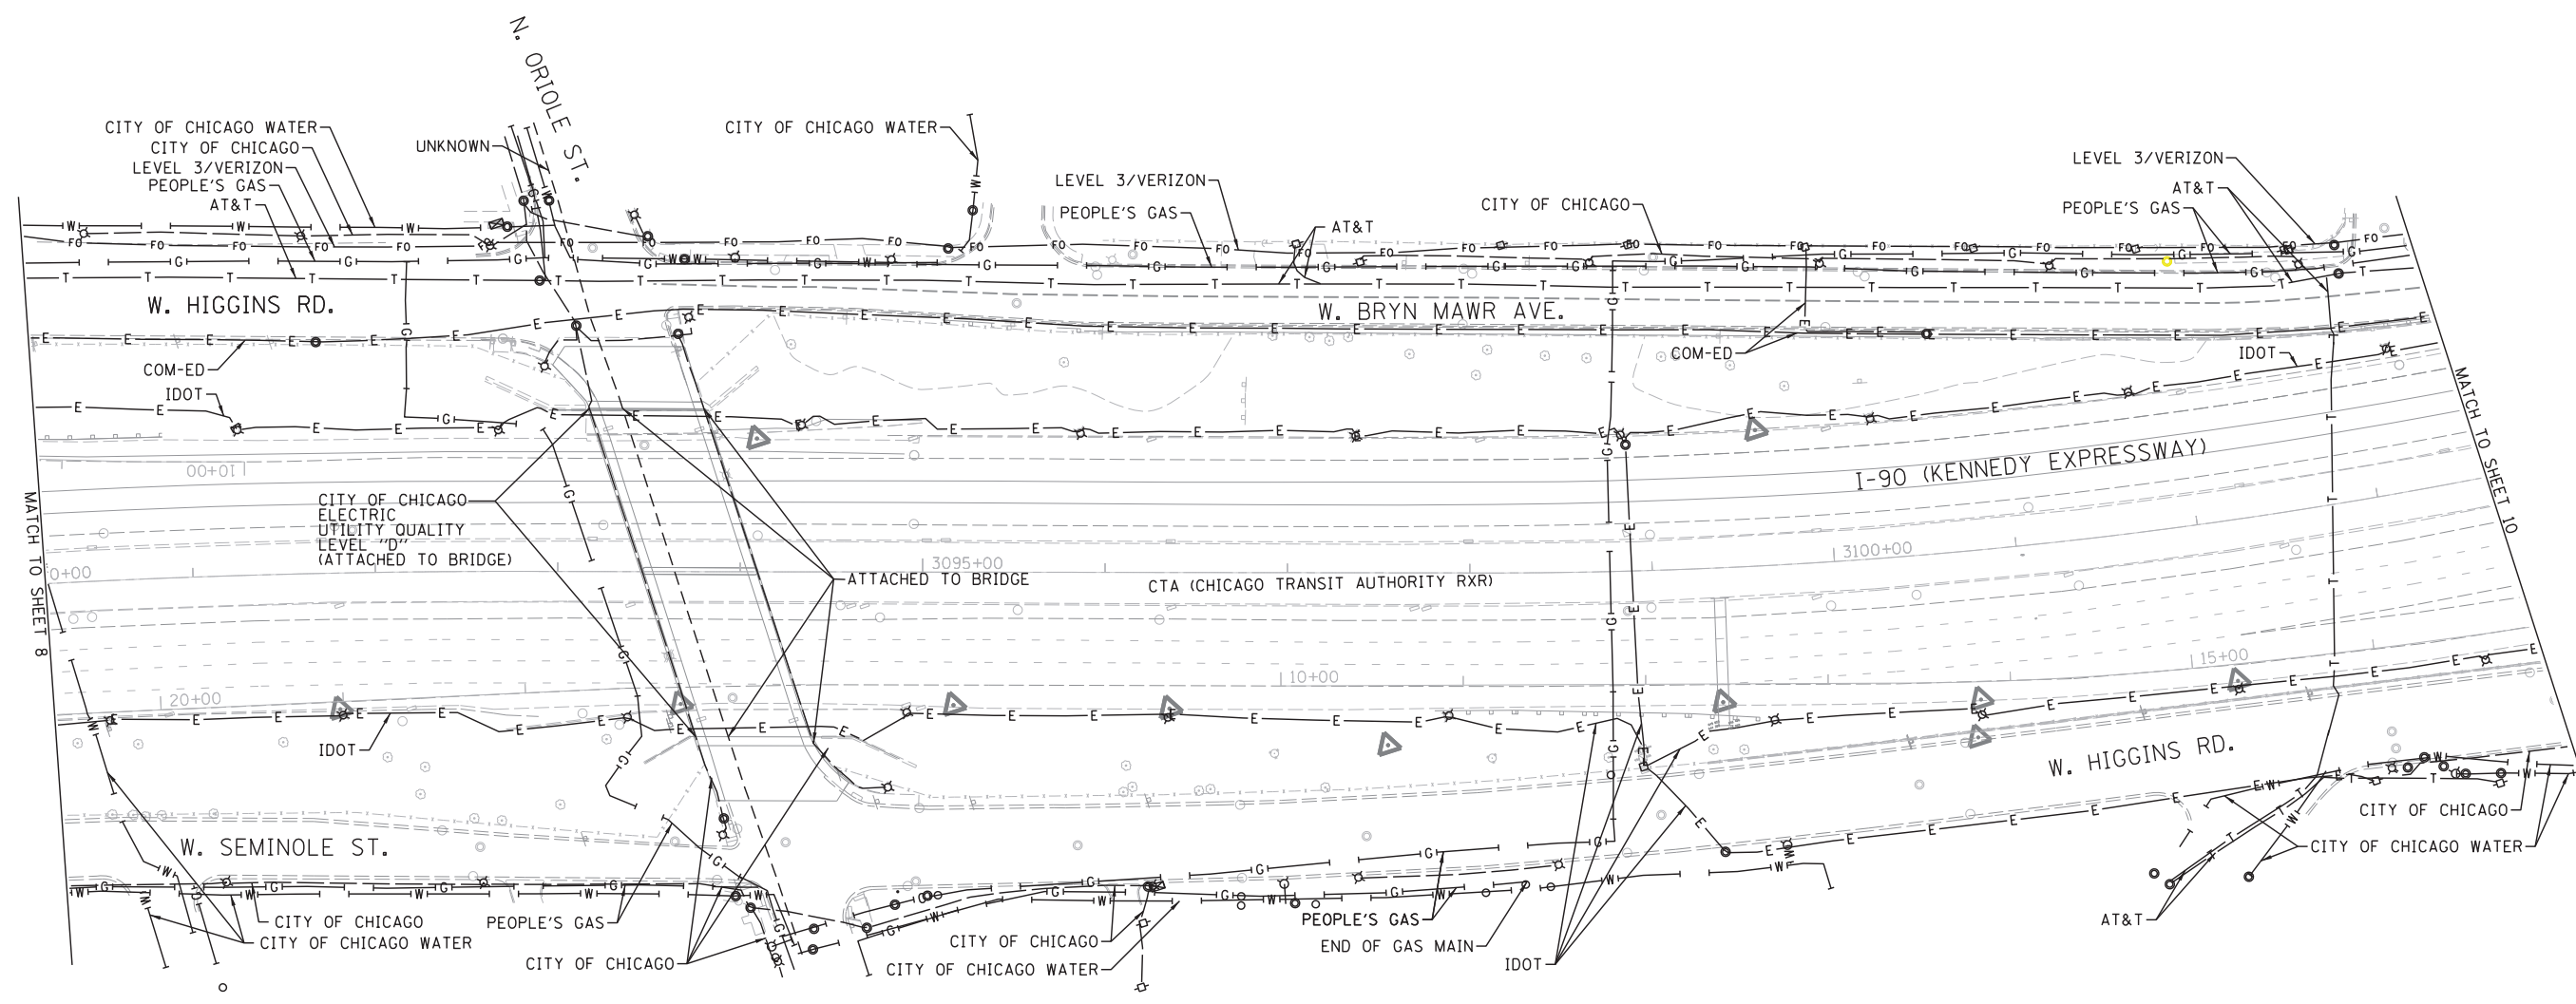 N. ORIOLE ST.
CITY OF CHICAGO WATER
CITY OF CHICAGO
LEVEL 3/VERIZON
PEOPLE'S GAS
AT&T
UNKNOWN
CITY OF CHICAGO WATER
LEVEL 3/VERIZON
PEOPLE'S GAS
AT&T
CITY OF CHICAGO
LEVEL 3/VERIZON
AT&T
PEOPLE'S GAS
W. HIGGINS RD.
W. BRYN MAWR AVE.
COM-ED
IDOT
COM-ED
IDOT
MATCH TO SHEET 10
I-90 (KENNEDY EXPRESSWAY)
10+00
MATCH TO SHEET 8
CITY OF CHICAGO
ELECTRIC
UTILITY QUALITY
LEVEL "D"
(ATTACHED TO BRIDGE)
0+00
3095+00
3100+00
ATTACHED TO BRIDGE
CTA (CHICAGO TRANSIT AUTHORITY RXR)
20+00
10+00
15+00
IDOT
W. HIGGINS RD.
W. SEMINOLE ST.
CITY OF CHICAGO
CITY OF CHICAGO WATER
CITY OF CHICAGO
CITY OF CHICAGO WATER
PEOPLE'S GAS
CITY OF CHICAGO
CITY OF CHICAGO
CITY OF CHICAGO WATER
PEOPLE'S GAS
END OF GAS MAIN
IDOT
AT&T